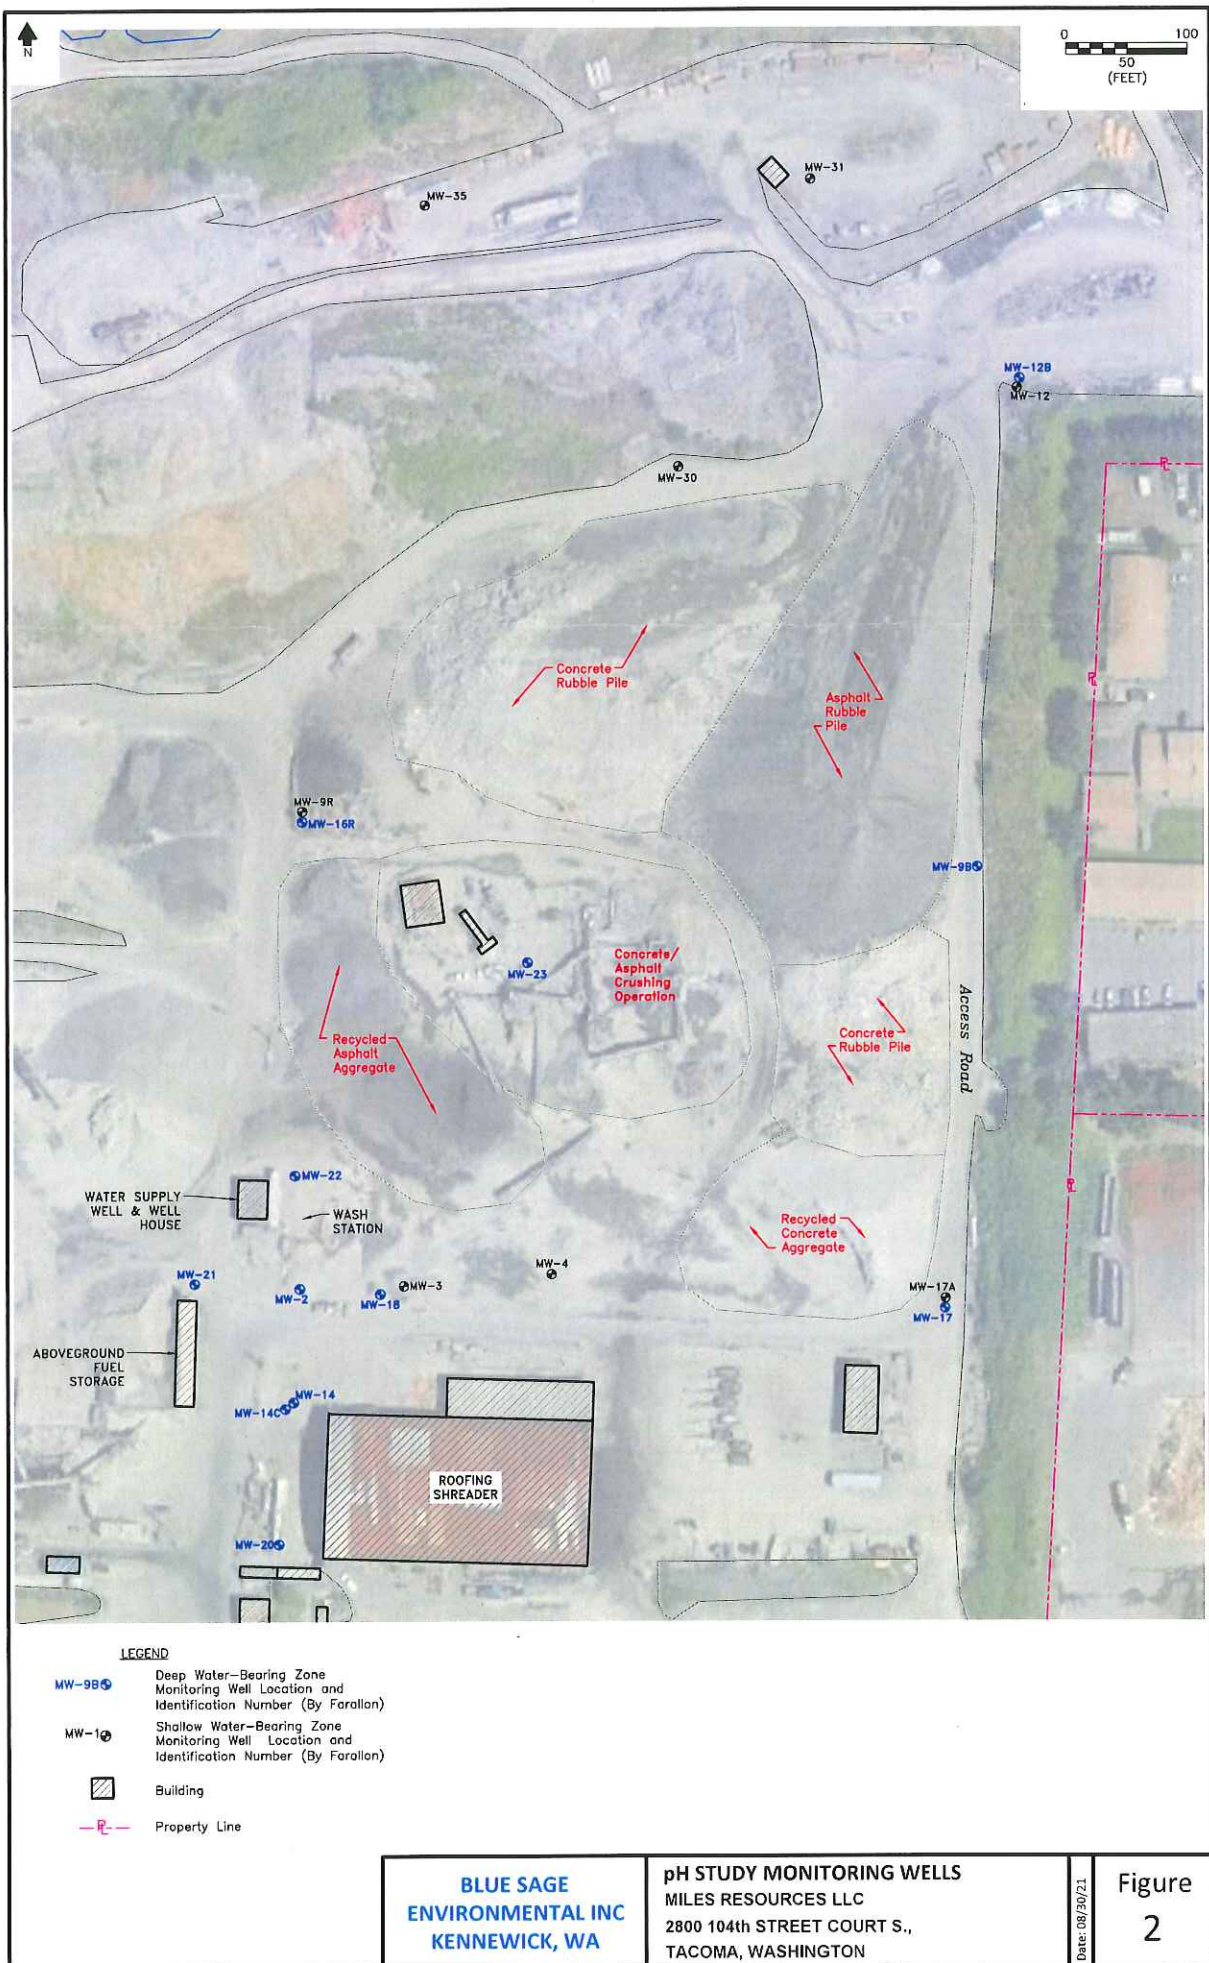 N
0 100
50
(FEET)
MW-31
MW-35
MW-12B
MW-12
MW-30
Concrete
Rubble Pile
Asphalt
Rubble
Pile
MW-9R
MW-16R
MW-9B
MW-23
Concrete/
Asphalt
Crushing
Operation
Access Road
Recycled
Asphalt
Aggregate
Concrete
Rubble Pile
MW-22
WATER SUPPLY
WELL & WELL
HOUSE
WASH
STATION
Recycled
Concrete
Aggregate
MW-21
MW-2
MW-18
MW-3
MW-4
MW-17A
MW-17
ABOVEGROUND
FUEL
STORAGE
MW-14
MW-14C
ROOFING
SHREADER
MW-20
PL
PL
PL
LEGEND
MW-9B
Deep Water-Bearing Zone
Monitoring Well Location and
Identification Number (By Farallon)
MW-1
Shallow Water-Bearing Zone
Monitoring Well Location and
Identification Number (By Farallon)
Building
PL
Property Line
BLUE SAGE
ENVIRONMENTAL INC
KENNEWICK, WA
pH STUDY MONITORING WELLS
MILES RESOURCES LLC
2800 104th STREET COURT S.,
TACOMA, WASHINGTON
Date: 08/30/21
Figure
2